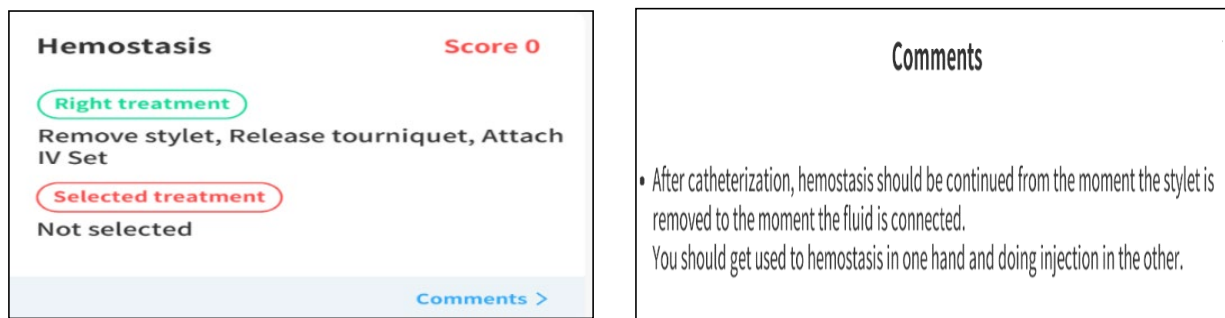 Hemostasis Score 0
Right treatment
Remove stylet, Release tourniquet, Attach
IV Set
Selected treatment
Not selected
Comments >
Comments
• After catheterization, hemostasis should be continued from the moment the stylet is
removed to the moment the fluid is connected.
You should get used to hemostasis in one hand and doing injection in the other.